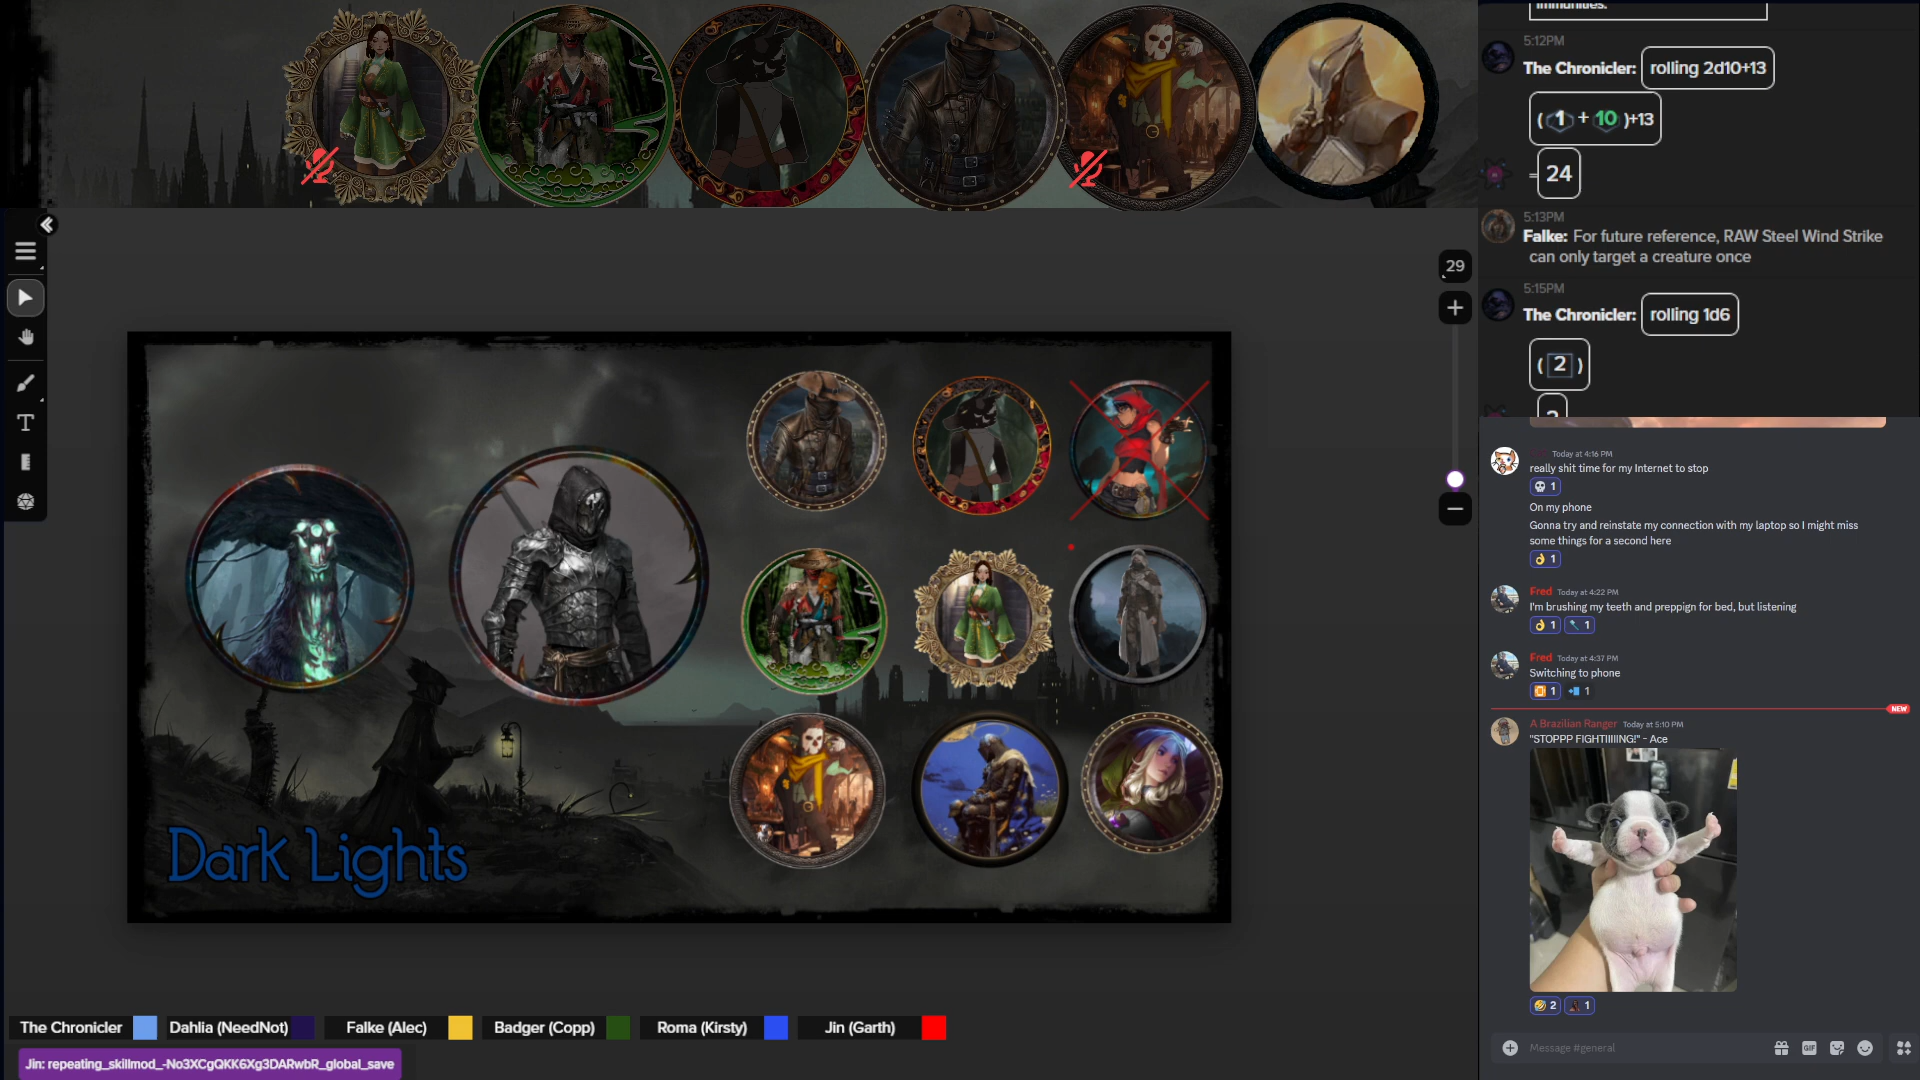 immunities.
5:12PM
The Chronicler: rolling 2d10+13
(1 + 10)+13
=24
5:13PM
Falke: For future reference, RAW Steel Wind Strike
can only target a creature once
5:15PM
The Chronicler: rolling 1d6
(2)
29
Today at 4:16 PM
really shit time for my Internet to stop
1
On my phone
Gonna try and reinstate my connection with my laptop so I might miss
some things for a second here
1
Fred Today at 4:22 PM
I'm brushing my teeth and preppign for bed, but listening
1 1
Fred Today at 4:37 PM
Switching to phone
1 1
NEW
A Brazilian Ranger Today at 5:10 PM
"STOPPP FIGHTIIIIING!" - Ace
2 1
Message #general
GIF
T
Dark Lights
The Chronicler
Dahlia (NeedNot)
Falke (Alec)
Badger (Copp)
Roma (Kirsty)
Jin (Garth)
Jin: repeating_skillmod_-No3XCgQKK6Xg3DARwbR_global_save